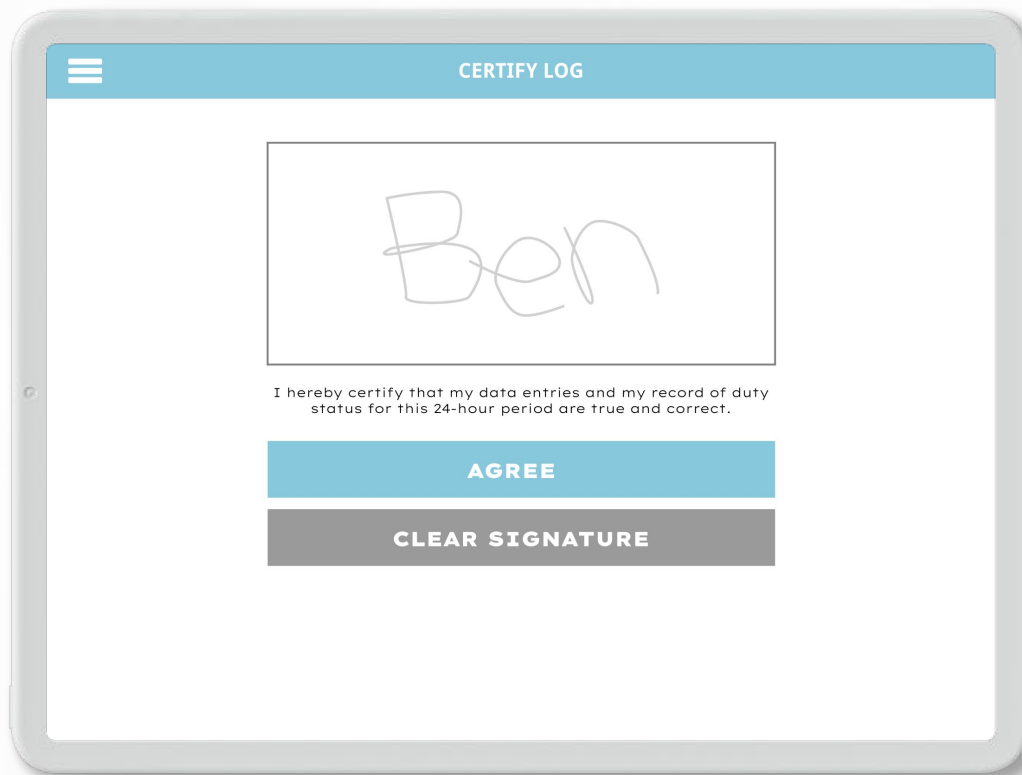 CERTIFY LOG
Ben
I hereby certify that my data entries and my record of duty
status for this 24-hour period are true and correct.
AGREE
CLEAR SIGNATURE